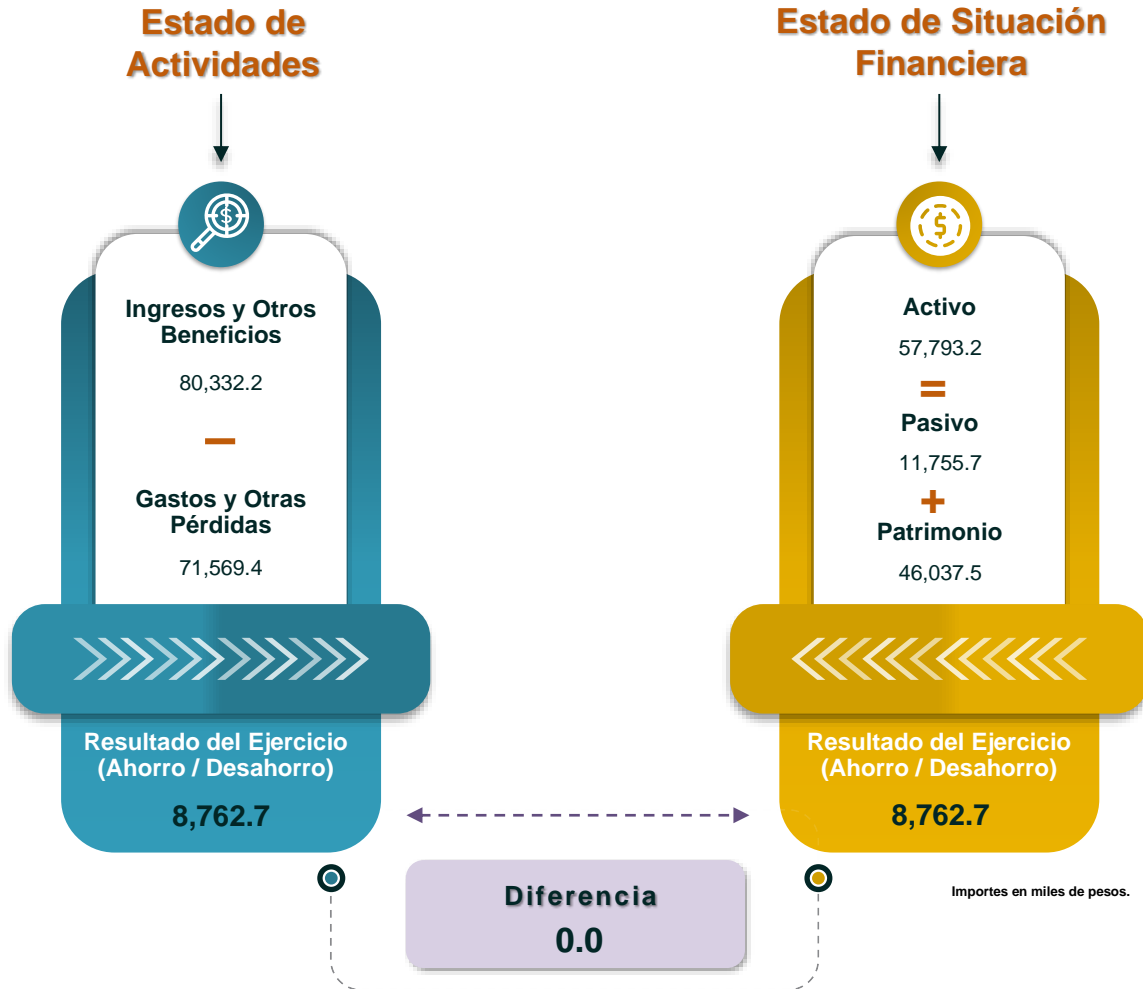 Estado de
Actividades
$
Ingresos y Otros
Beneficios
80,332.2
–
Gastos y Otras
Pérdidas
71,569.4
Resultado del Ejercicio
(Ahorro / Desahorro)
8,762.7
Estado de Situación
Financiera
$
Activo
57,793.2
=
Pasivo
11,755.7
+
Patrimonio
46,037.5
Resultado del Ejercicio
(Ahorro / Desahorro)
8,762.7
Diferencia
0.0
Importes en miles de pesos.